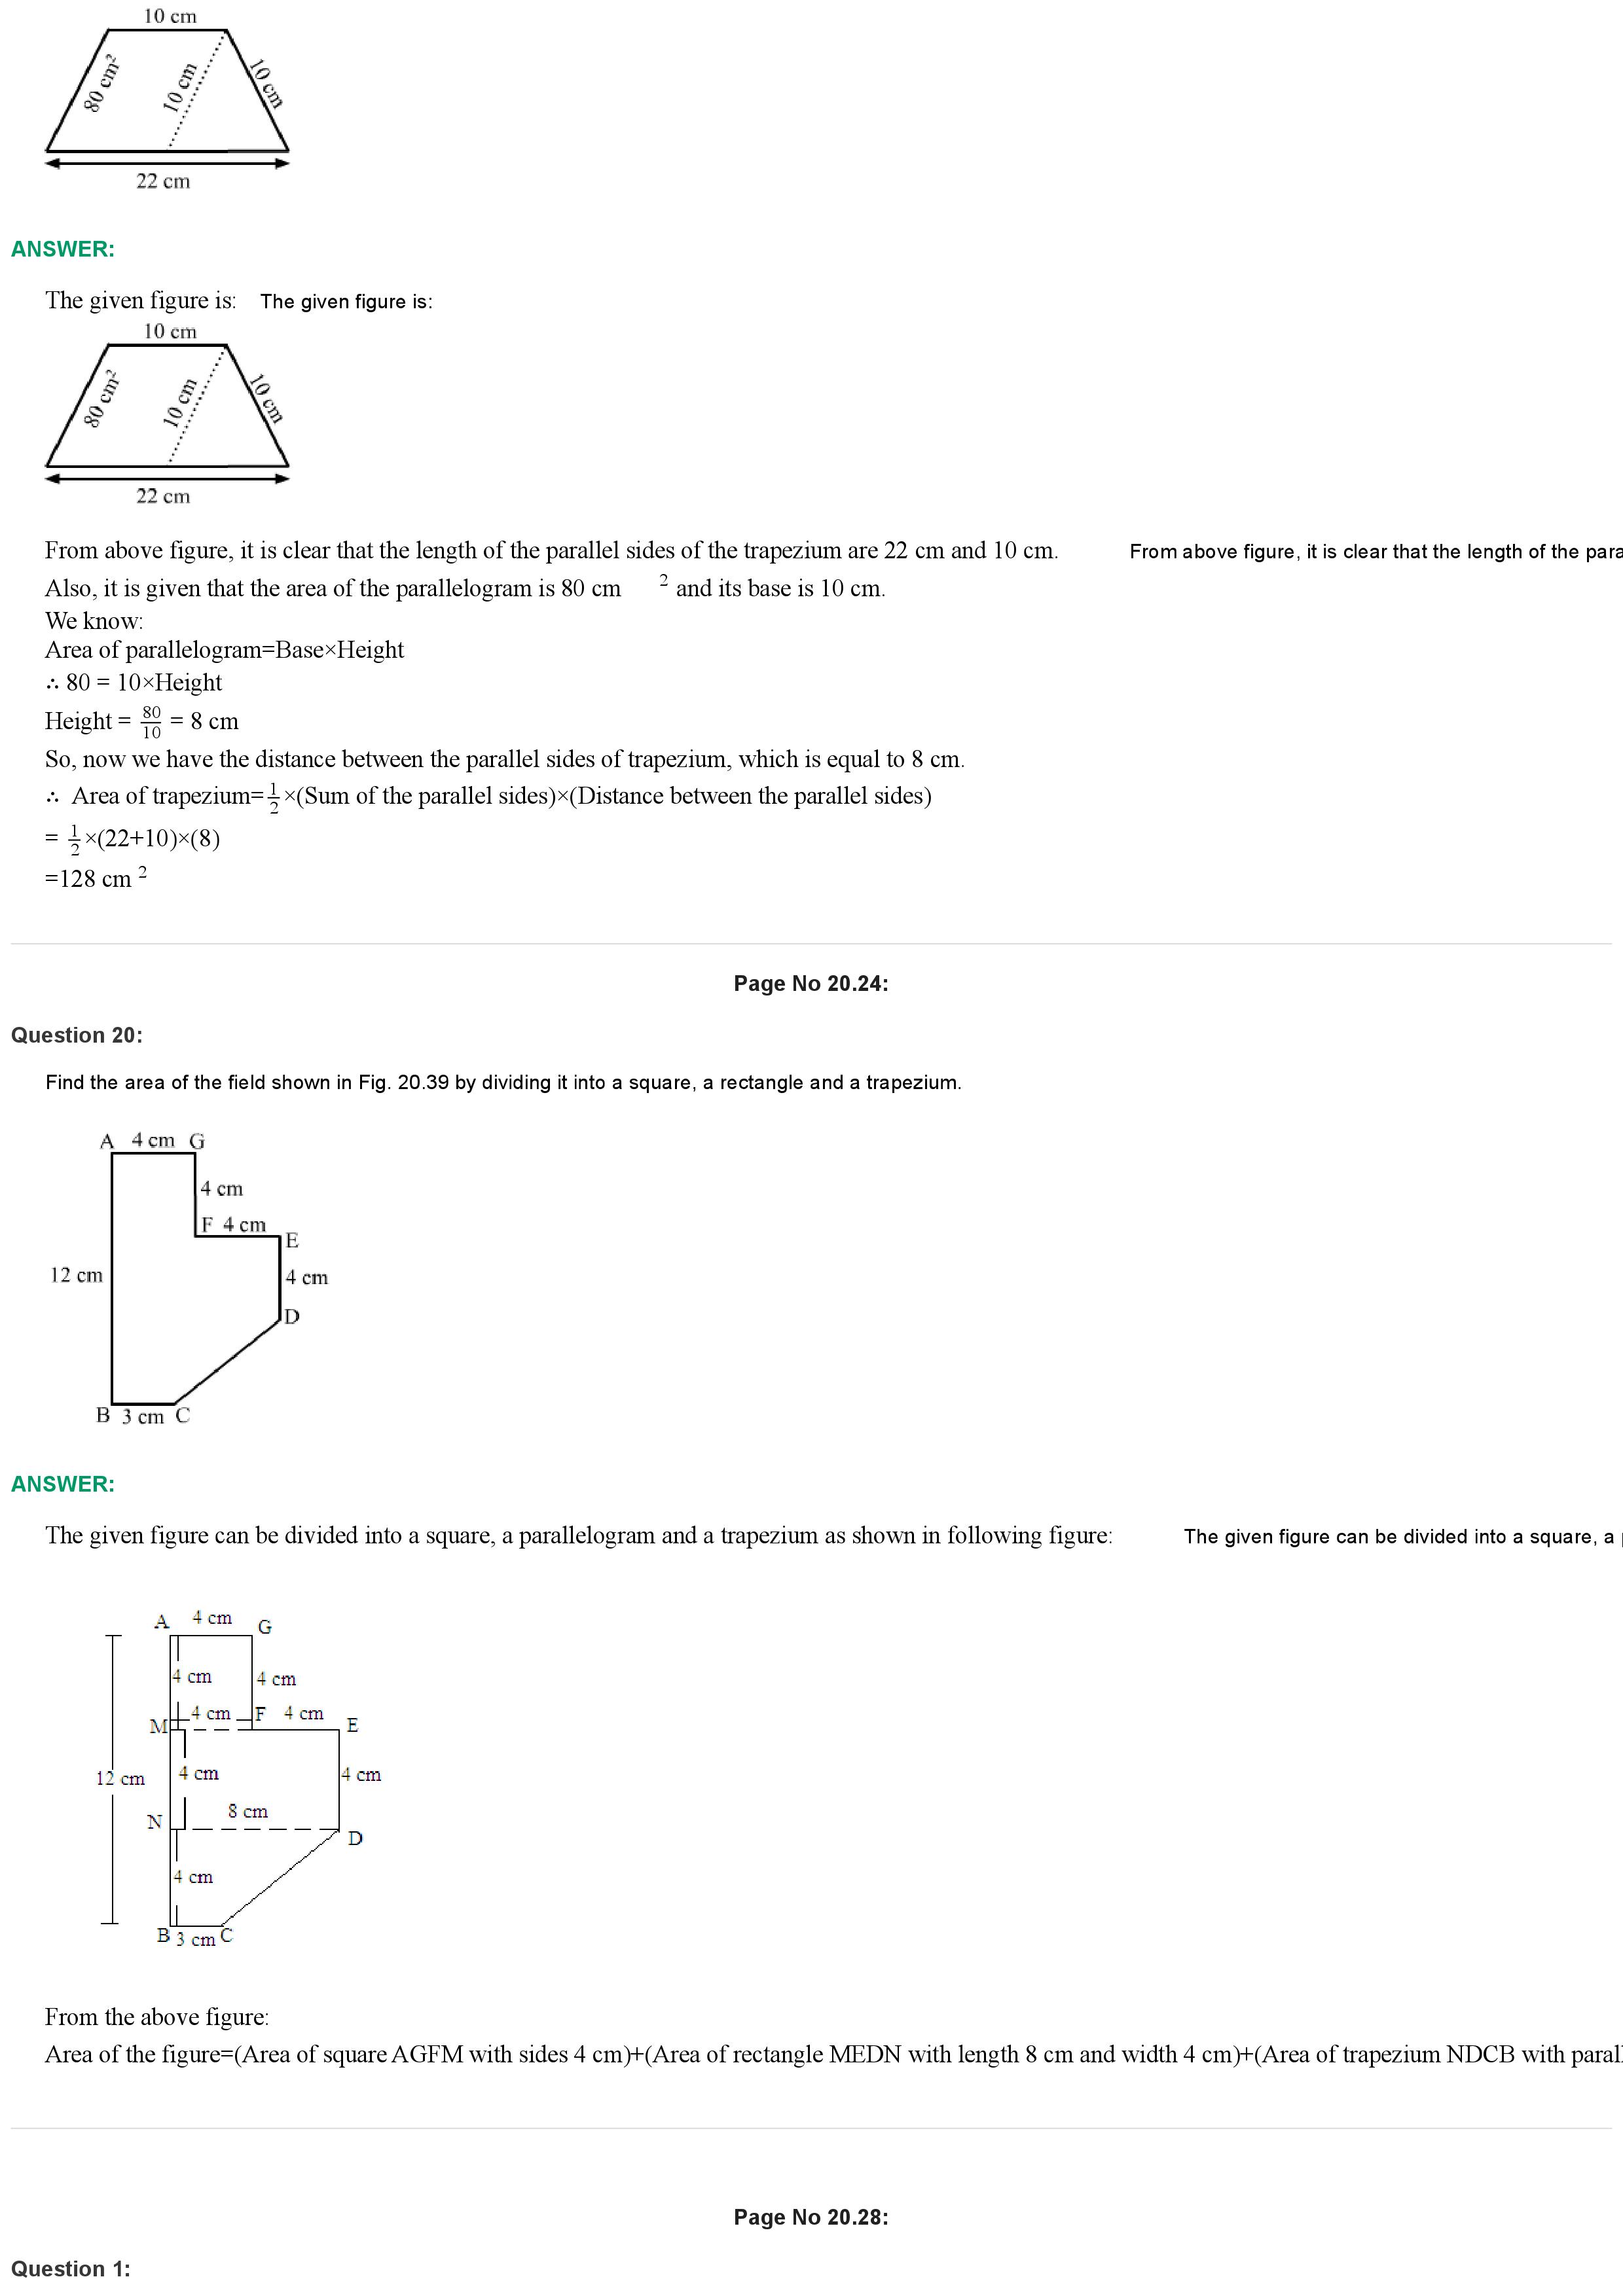 10 cm
80 cm²
10 cm
10 cm
22 cm
ANSWER:
The given figure is: The given figure is:
10 cm
80 cm²
10 cm
10 cm
22 cm
From above figure, it is clear that the length of the parallel sides of the trapezium are 22 cm and 10 cm. From above figure, it is clear that the length of the para
Also, it is given that the area of the parallelogram is 80 cm 2 and its base is 10 cm.
We know:
Area of parallelogram=Base×Height
∴ 80 = 10×Height
Height = 80/10 = 8 cm
So, now we have the distance between the parallel sides of trapezium, which is equal to 8 cm.
∴ Area of trapezium=1/2×(Sum of the parallel sides)×(Distance between the parallel sides)
= 1/2×(22+10)×(8)
=128 cm 2
Page No 20.24:
Question 20:
Find the area of the field shown in Fig. 20.39 by dividing it into a square, a rectangle and a trapezium.
A 4 cm G
4 cm
F 4 cm
E
12 cm
4 cm
D
B 3 cm C
ANSWER:
The given figure can be divided into a square, a parallelogram and a trapezium as shown in following figure: The given figure can be divided into a square, a
A 4 cm G
4 cm 4 cm
M 4 cm F 4 cm E
12 cm 4 cm 4 cm
N 8 cm
D
4 cm
B 3 cm C
From the above figure:
Area of the figure=(Area of square AGFM with sides 4 cm)+(Area of rectangle MEDN with length 8 cm and width 4 cm)+(Area of trapezium NDCB with paral
Page No 20.28:
Question 1: